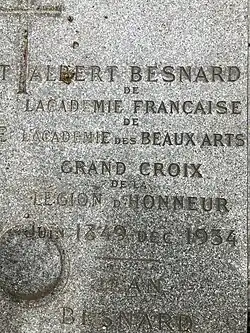 T ALBERT BESNARD
DE
L'ACADEMIE FRANÇAISE
DE
L'ACADEMIE DES BEAUX ARTS
GRAND CROIX
DE LA
LEGION D'HONNEUR
JUIN 1849 DEC 1934
JEAN
BESNARD